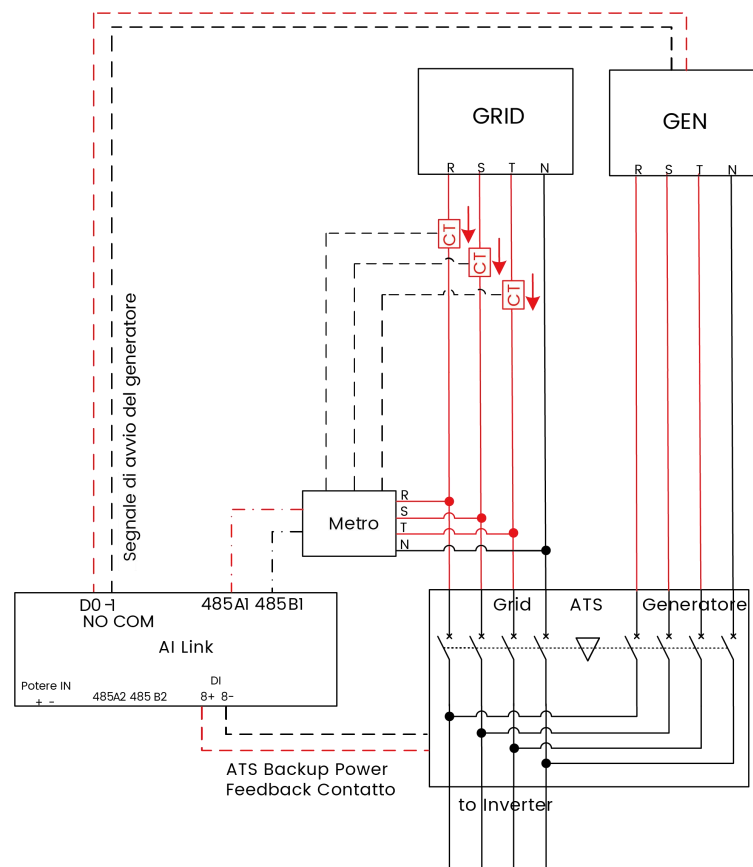 GRID
GEN
R S T N
R S T N
CT
CT
CT
Segnale di avvio del generatore
R
S
T
N
Metro
D0 -1
NO COM
485A1 485B1
AI Link
Grid ATS Generatore
Potere IN
+ -
485A2 485 B2
DI
8+ 8-
ATS Backup Power
Feedback Contatto
to Inverter